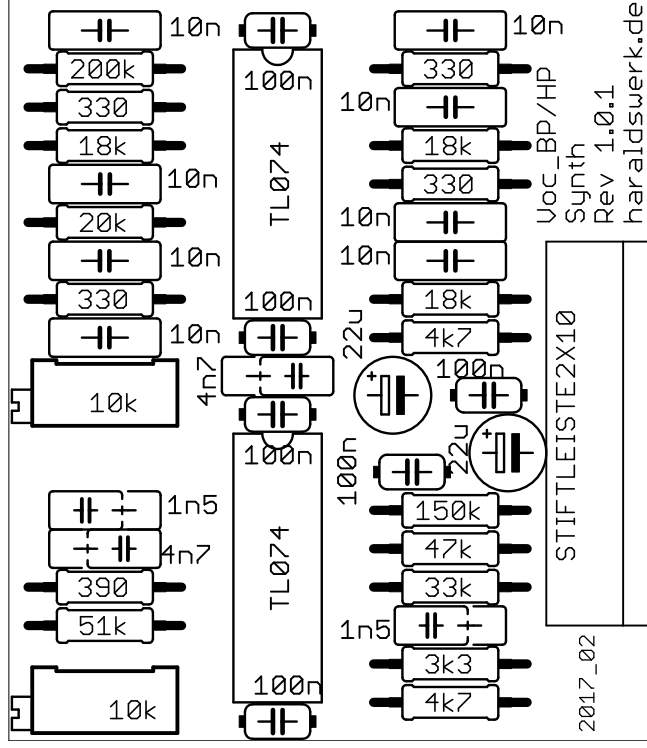 10n
200k
330
18k
10n
20k
10n
330
10n
10k
1n5
4n7
390
51k
10k
100n
TL074
100n
4n7
100n
TL074
100n
10n
330
10n
18k
330
10n
10n
18k
4k7
22u
100n
100n
22u
150k
47k
33k
1n5
3k3
4k7
Voc_BP/HP
Synth
Rev 1.0.1
haraldswerk.de
STIFTLEISTE2X10
2017_02